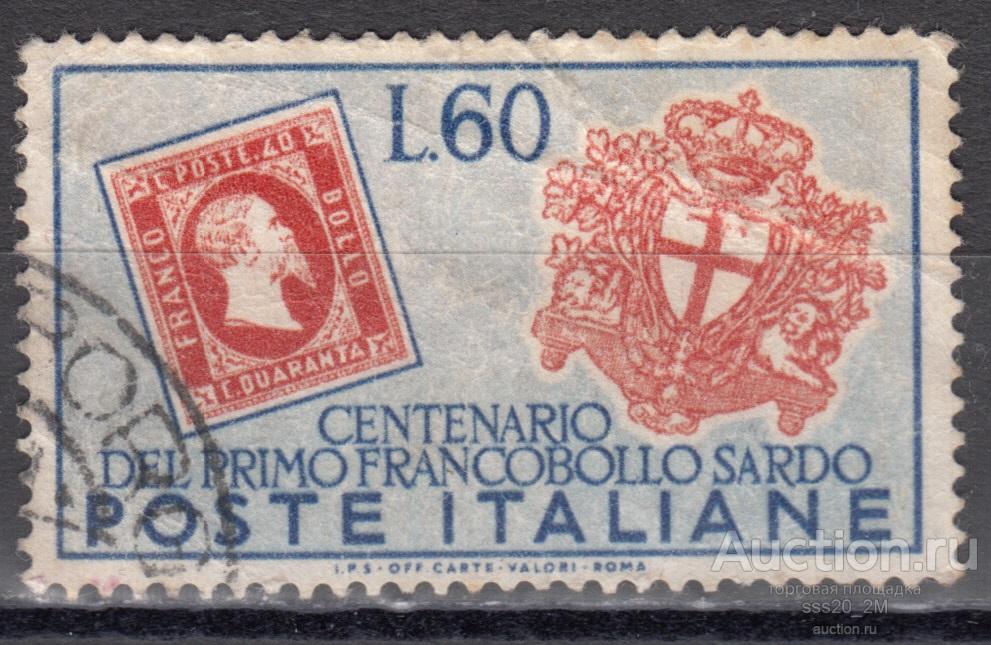 L.60
C. POSTE. 40
FRANCO
BOLLO
C. QUARANTA
CENTENARIO
DEL PRIMO FRANCOBOLLO SARDO
POSTE ITALIANE
I.P.S - OFF. CARTE - VALORI - ROMA
Auction.ru
торговая площадка
sss20_2M
auction.ru